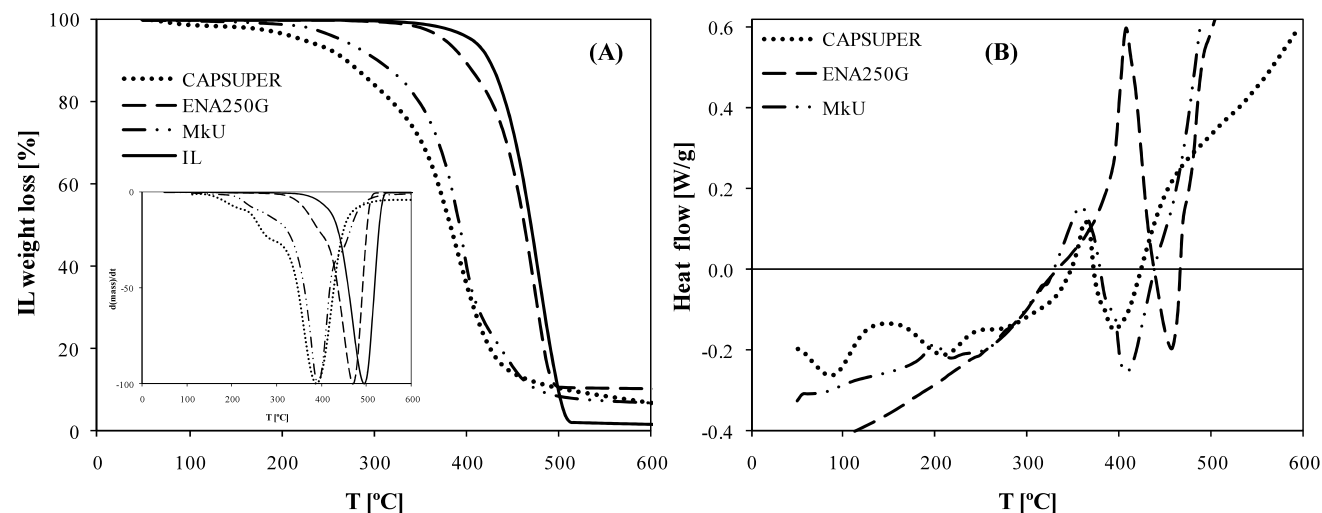 100
80
60
40
20
0
IL weight loss [%]
(A)
CAPSUPER
ENA250G
MkU
IL
0
-50
-100
d(mass)/dt
0 100 200 300 400 500 600
T [ºC]
0 100 200 300 400 500 600
T [ºC]
0.6
0.4
0.2
0.0
-0.2
-0.4
Heat flow [W/g]
(B)
CAPSUPER
ENA250G
MkU
0 100 200 300 400 500 600
T [ºC]